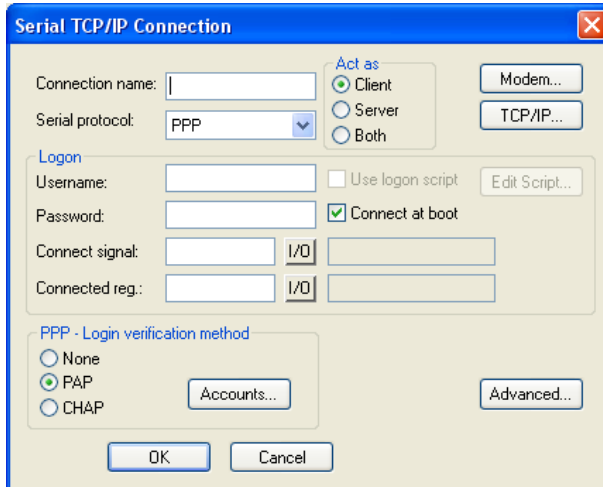 Serial TCP/IP Connection
Connection name:
Serial protocol: PPP
Act as
Client
Server
Both
Modem...
TCP/IP...
Logon
Username:
Use logon script
Edit Script...
Password:
Connect at boot
Connect signal: I/O
Connected reg.: I/O
PPP - Login verification method
None
PAP
CHAP
Accounts...
Advanced...
OK
Cancel